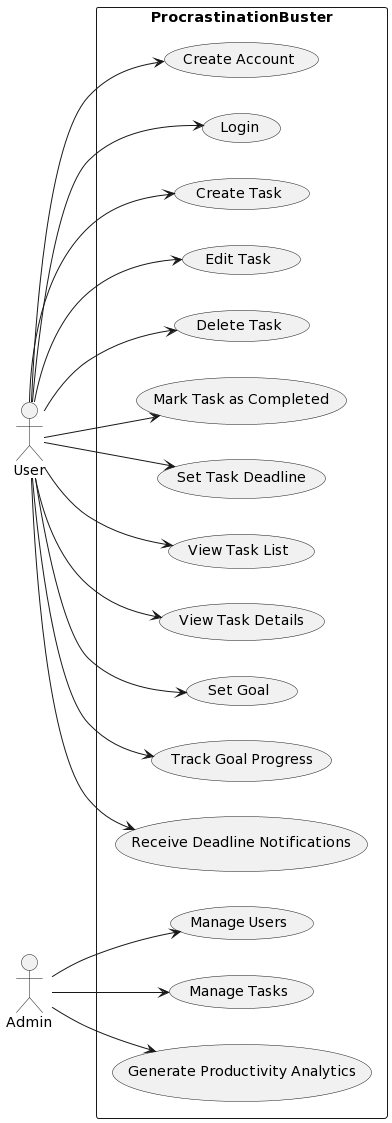 ProcrastinationBuster
Create Account
Login
Create Task
Edit Task
Delete Task
Mark Task as Completed
User
Set Task Deadline
View Task List
View Task Details
Set Goal
Track Goal Progress
Receive Deadline Notifications
Manage Users
Manage Tasks
Admin
Generate Productivity Analytics